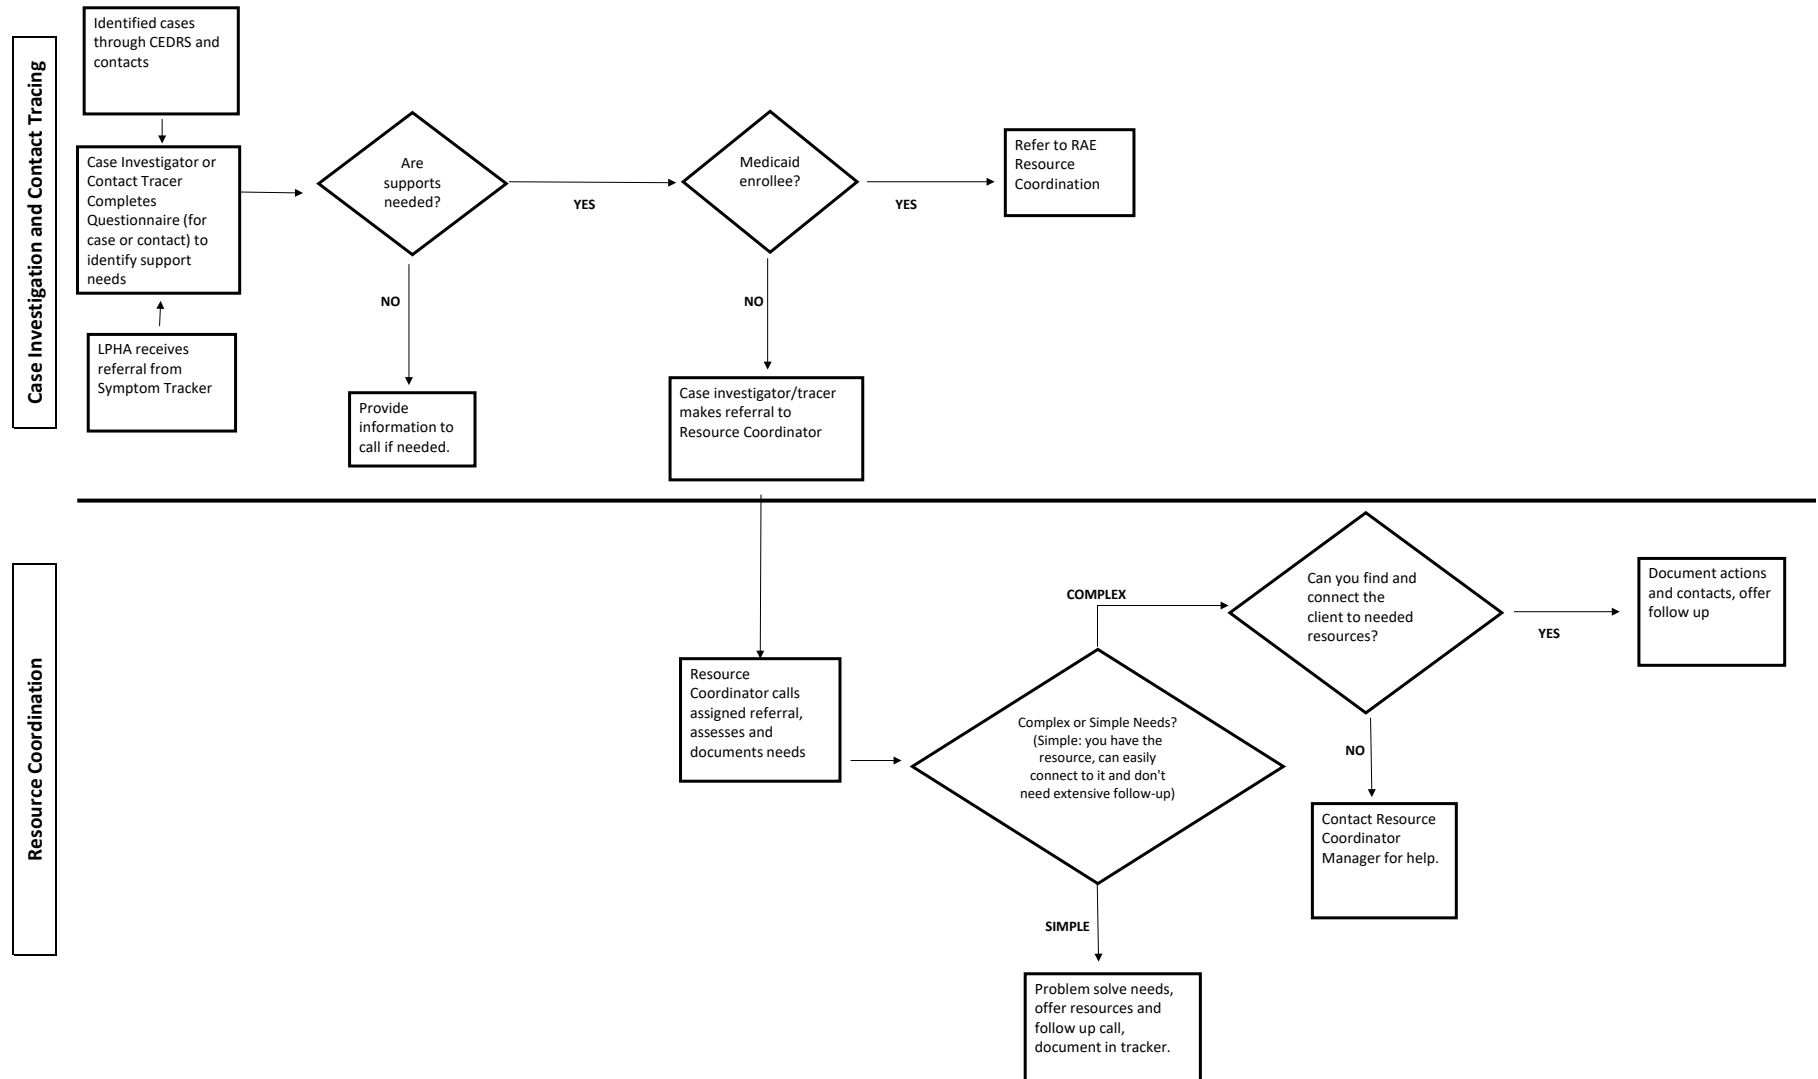 Case Investigation and Contact Tracing
Identified cases
through CEDRS and
contacts
Case Investigator or
Contact Tracer
Completes
Questionnaire (for
case or contact) to
identify support
needs
LPHA receives
referral from
Symptom Tracker
Are
supports
needed?
YES
NO
Provide
information to
call if needed.
Medicaid
enrollee?
YES
NO
Refer to RAE
Resource
Coordination
Case investigator/tracer
makes referral to
Resource Coordinator
Resource Coordination
Resource
Coordinator calls
assigned referral,
assesses and
documents needs
Complex or Simple Needs?
(Simple: you have the
resource, can easily
connect to it and don't
need extensive follow-up)
COMPLEX
SIMPLE
Problem solve needs,
offer resources and
follow up call,
document in tracker.
Can you find and
connect the
client to needed
resources?
YES
NO
Document actions
and contacts, offer
follow up
Contact Resource
Coordinator
Manager for help.